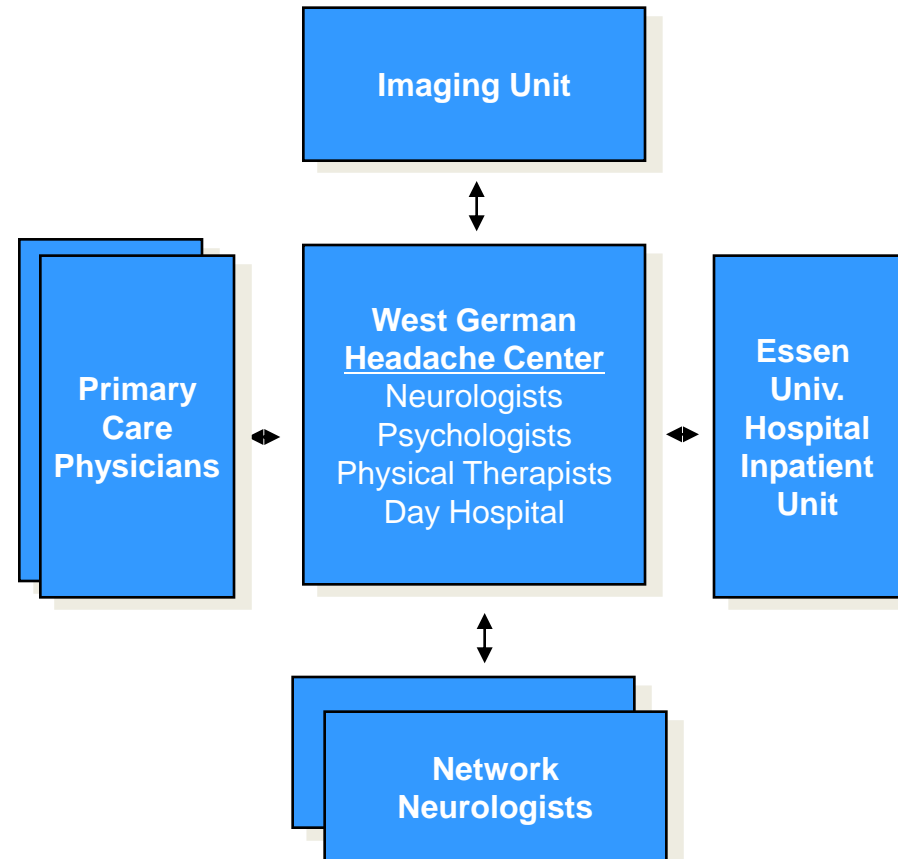 Imaging Unit
West German
Headache Center
Neurologists
Psychologists
Physical Therapists
Day Hospital
Primary
Care
Physicians
Essen
Univ.
Hospital
Inpatient
Unit
Network
Neurologists